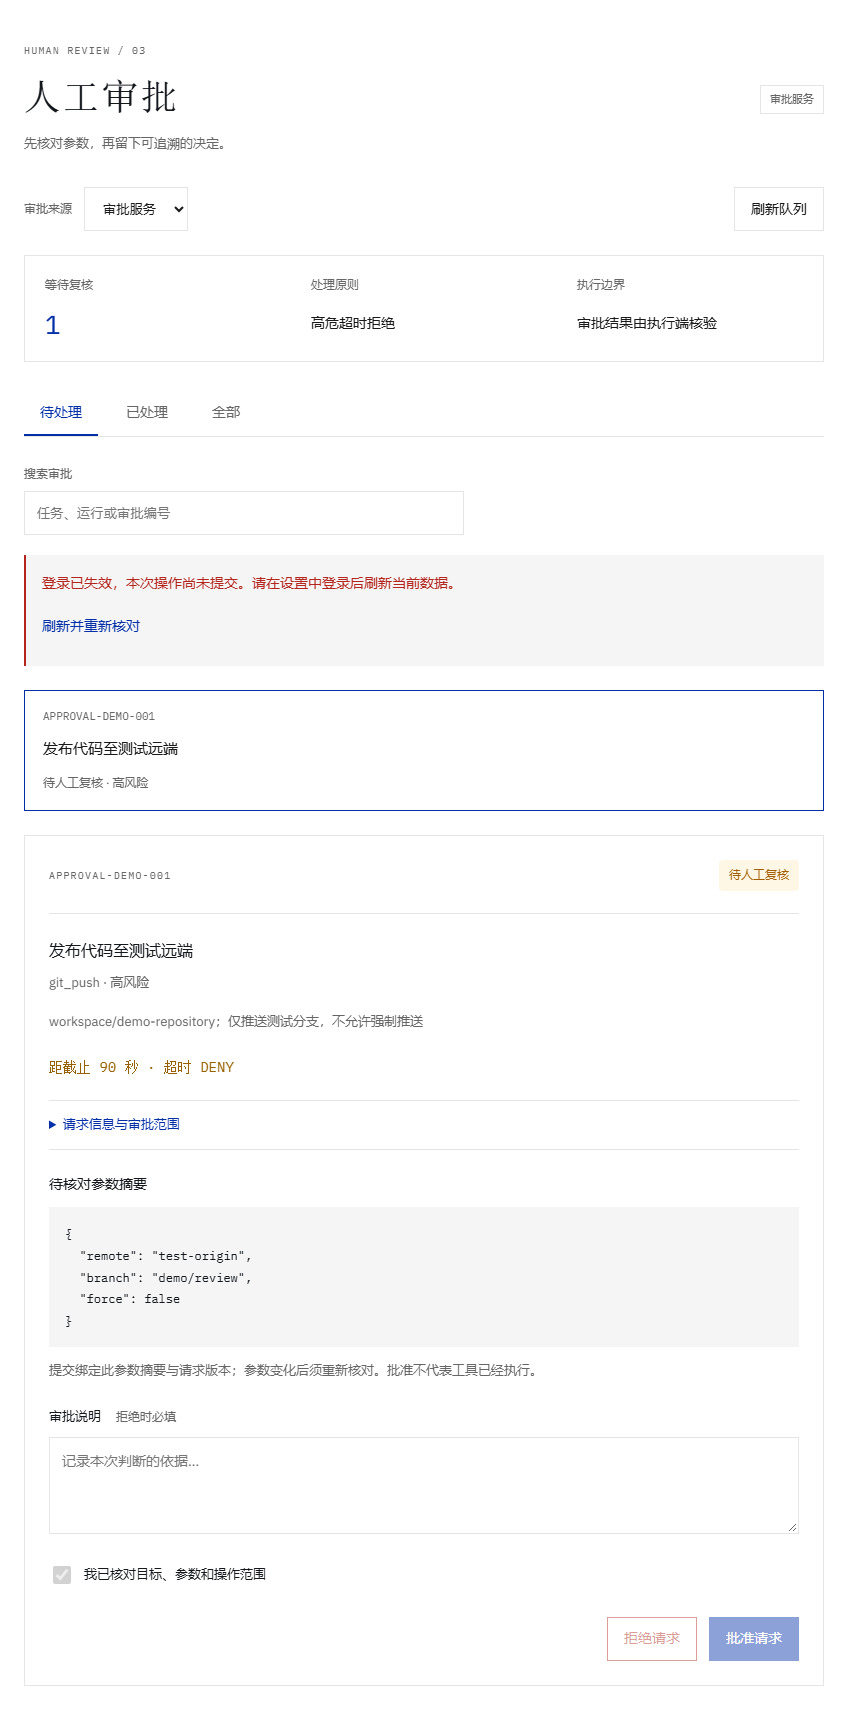 HUMAN REVIEW / 03
人工审批
审批服务
先核对参数，再留下可追溯的决定。
审批来源
审批服务
刷新队列
等待复核
处理原则
执行边界
1
高危超时拒绝
审批结果由执行端核验
待处理
已处理
全部
搜索审批
任务、运行或审批编号
登录已失效，本次操作尚未提交。请在设置中登录后刷新当前数据。
刷新并重新核对
APPROVAL-DEMO-001
发布代码至测试远端
待人工复核 · 高风险
APPROVAL-DEMO-001
待人工复核
发布代码至测试远端
git_push · 高风险
workspace/demo-repository；仅推送测试分支，不允许强制推送
距截止 90 秒 · 超时 DENY
请求信息与审批范围
待核对参数摘要
{
"remote": "test-origin",
"branch": "demo/review",
"force": false
}
提交绑定此参数摘要与请求版本；参数变化后须重新核对。批准不代表工具已经执行。
审批说明 拒绝时必填
记录本次判断的依据…
我已核对目标、参数和操作范围
拒绝请求
批准请求